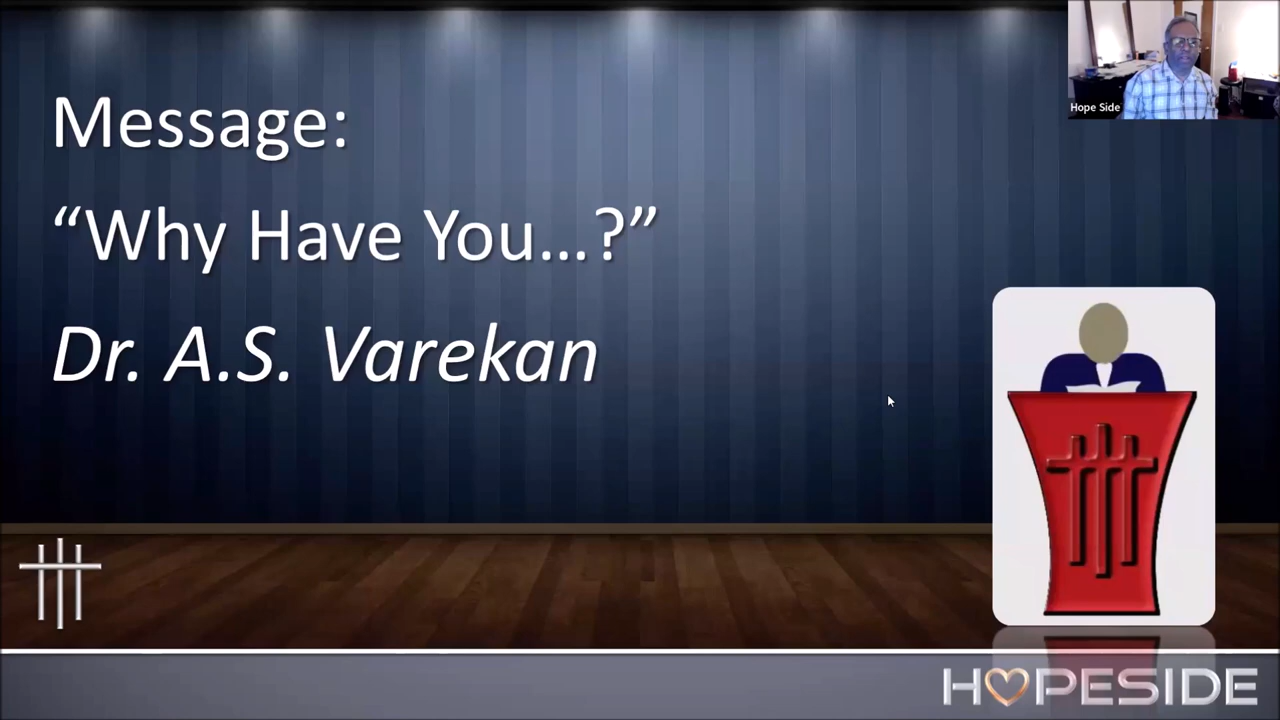 Message:
“Why Have You...?”
Dr. A.S. Varekan
Hope Side
HOPESIDE